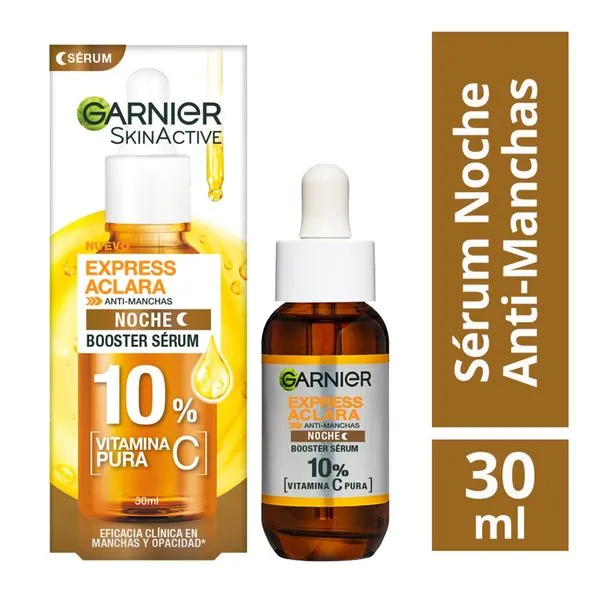 SÉRUM
GARNIER
SKINACTIVE
NUEVO
EXPRESS
ACLARA
ANTI-MANCHAS
NOCHE
BOOSTER SÉRUM
10%
[VITAMINA
PURA C]
30ml
EFICACIA CLÍNICA EN
MANCHAS Y OPACIDAD*
GARNIER
EXPRESS
ACLARA
ANTI-MANCHAS
NOCHE
BOOSTER SÉRUM
10%
[VITAMINA C PURA]
Sérum Noche
Anti-Manchas
30
ml